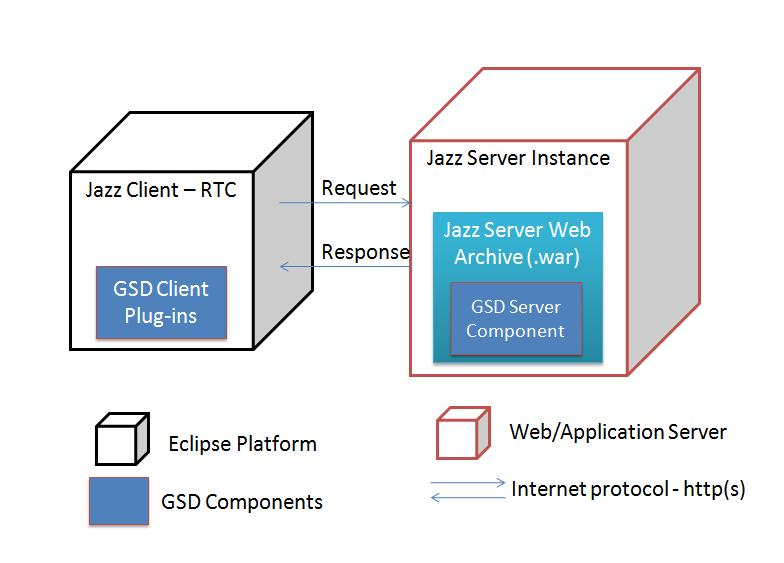 Jazz Client – RTC
GSD Client
Plug-ins
Request
Response
Jazz Server Instance
Jazz Server Web
Archive (.war)
GSD Server
Component
Eclipse Platform
GSD Components
Web/Application Server
Internet protocol - http(s)